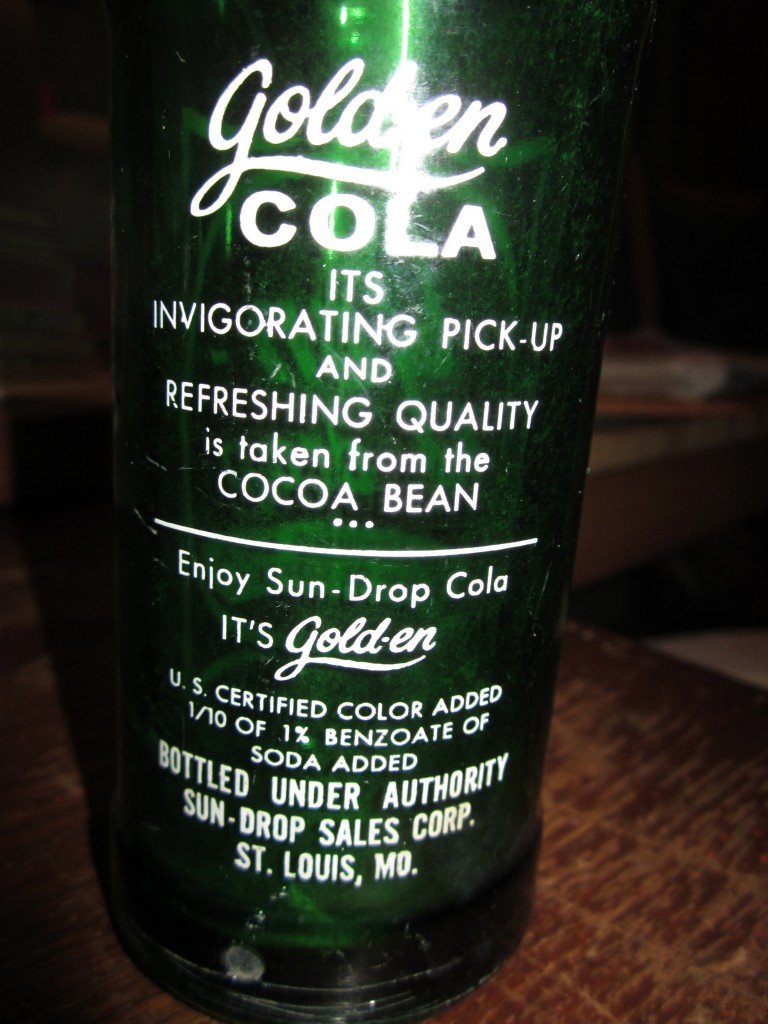 Gold-en
COLA
ITS
INVIGORATING PICK-UP
AND
REFRESHING QUALITY
is taken from the
COCOA BEAN
...
Enjoy Sun-Drop Cola
IT'S Gold-en
U. S. CERTIFIED COLOR ADDED
1/10 OF 1% BENZOATE OF
SODA ADDED
BOTTLED UNDER AUTHORITY
SUN-DROP SALES CORP.
ST. LOUIS, MO.